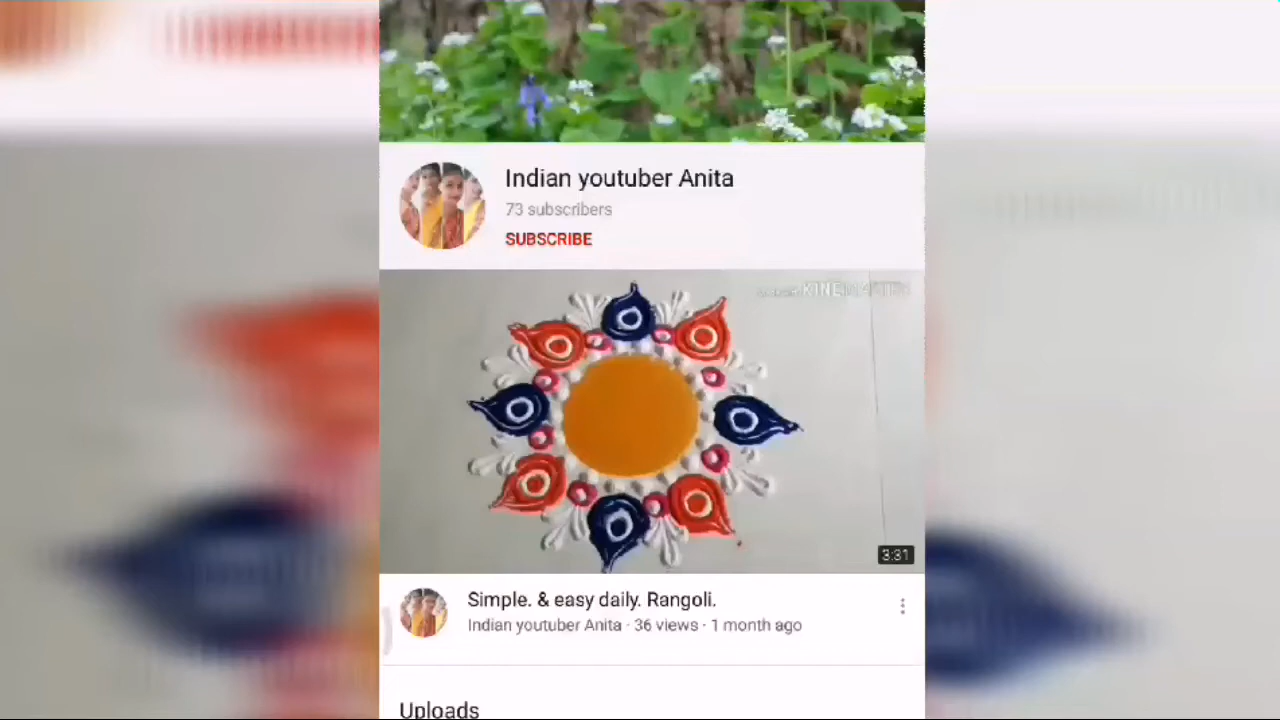 Indian youtuber Anita
73 subscribers
SUBSCRIBE
KINEMASTER
3:31
Simple. & easy daily. Rangoli.
Indian youtuber Anita · 36 views · 1 month ago
Uploads